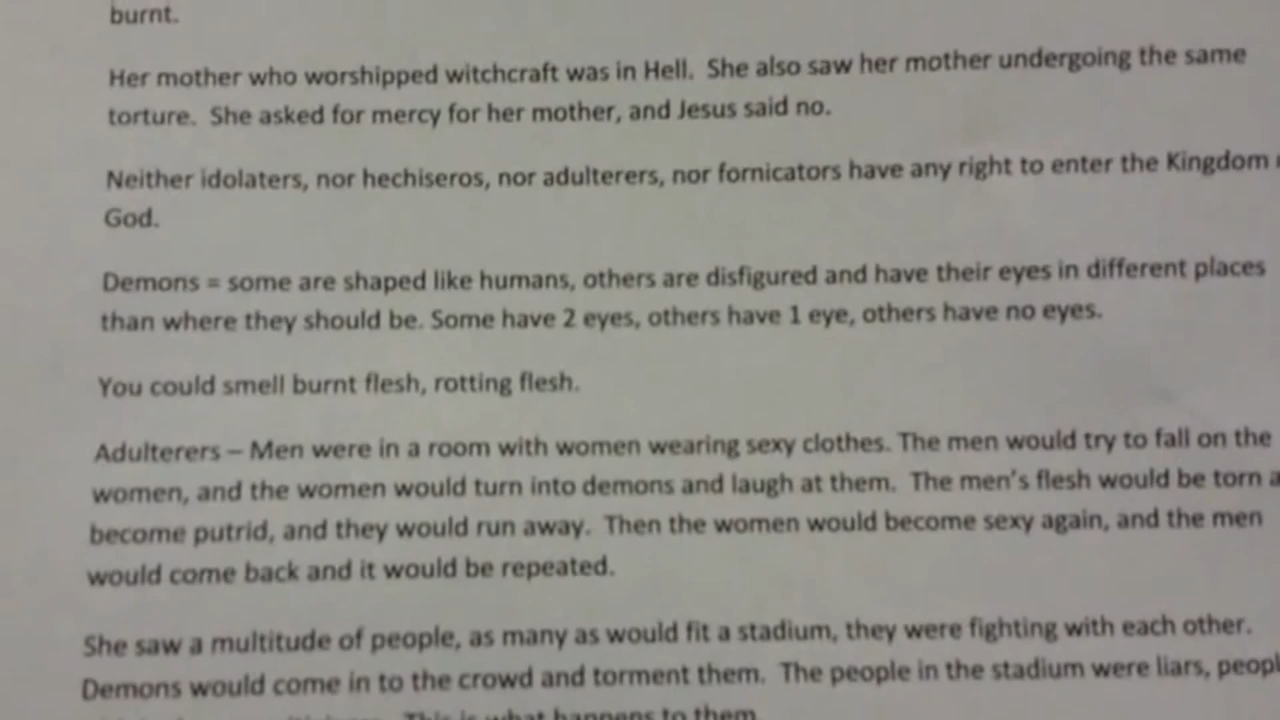 burnt.
Her mother who worshipped witchcraft was in Hell. She also saw her mother undergoing the same
torture. She asked for mercy for her mother, and Jesus said no.
Neither idolaters, nor hechiseros, nor adulterers, nor fornicators have any right to enter the Kingdom
God.
Demons = some are shaped like humans, others are disfigured and have their eyes in different places
than where they should be. Some have 2 eyes, others have 1 eye, others have no eyes.
You could smell burnt flesh, rotting flesh.
Adulterers – Men were in a room with women wearing sexy clothes. The men would try to fall on the
women, and the women would turn into demons and laugh at them. The men's flesh would be torn
become putrid, and they would run away. Then the women would become sexy again, and the men
would come back and it would be repeated.
She saw a multitude of people, as many as would fit a stadium, they were fighting with each other.
Demons would come in to the crowd and torment them. The people in the stadium were liars,
This is what happens to them